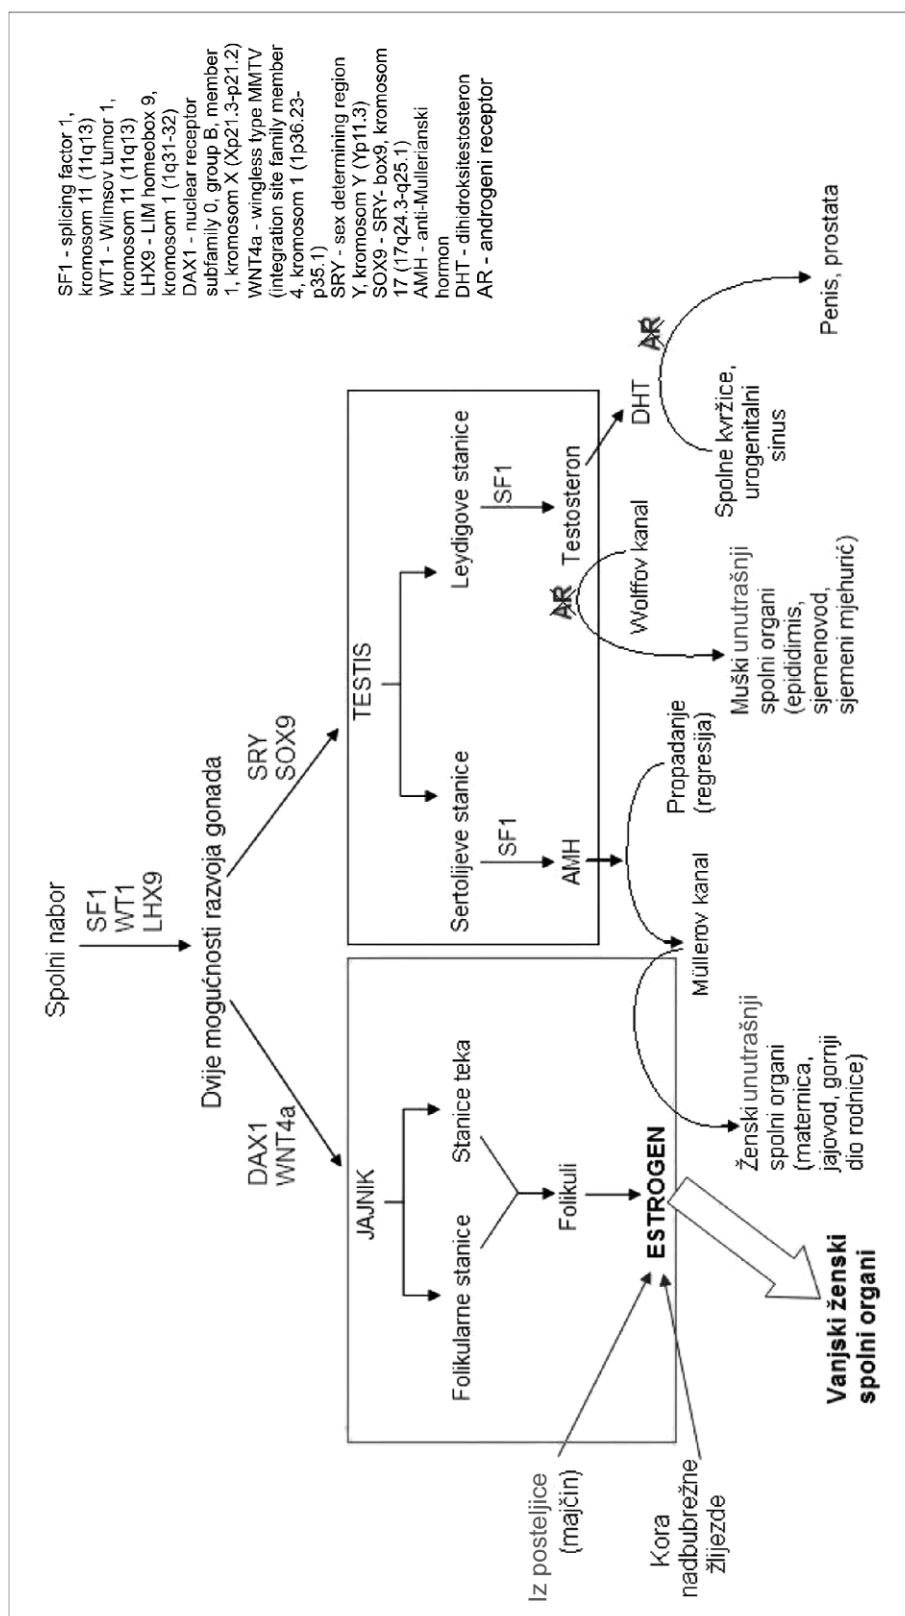 Spolni nabor
SF1
WT1
LHX9
Dvije mogućnosti razvoja gonada
DAX1
WNT4a
SRY
SOX9
JAJNIK
Folikularne stanice
Stanice teka
Folikuli
ESTROGEN
Iz posteljice
(majčin)
Kora
nadbubrežne
žlijezde
Vanjski ženski
spolni organi
TESTIS
Sertolijeve stanice
SF1
AMH
Leydigove stanice
SF1
Testosteron
Propadanje
(regresija)
Müllerov kanal
Ženski unutrašnji
spolni organi
(maternica,
jajovod, gornji
dio rodnice)
AR
Wolffov kanal
Muški unutrašnji
spolni organi
(epididimis,
sjemenovod,
sjemeni mjehurić)
DHT
AR
Spolne kvržice,
urogenitalni
sinus
Penis, prostata
SF1 - splicing factor 1,
kromosom 11 (11q13)
WT1 - Wilmsov tumor 1,
kromosom 11 (11q13)
LHX9 - LIM homeobox 9,
kromosom 1 (1q31-32)
DAX1 - nuclear receptor
subfamily 0, group B, member
1, kromosom X (Xp21.3-p21.2)
WNT4a - wingless type MMTV
(integration site family member
4, kromosom 1 (1p36.23-
p35.1)
SRY - sex determining region
Y, kromosom Y (Yp11.3)
SOX9 - SRY- box9, kromosom
17 (17q24.3-q25.1)
AMH - anti-Mullerianski
hormon
DHT - dihidroksitestosteron
AR - androgeni receptor